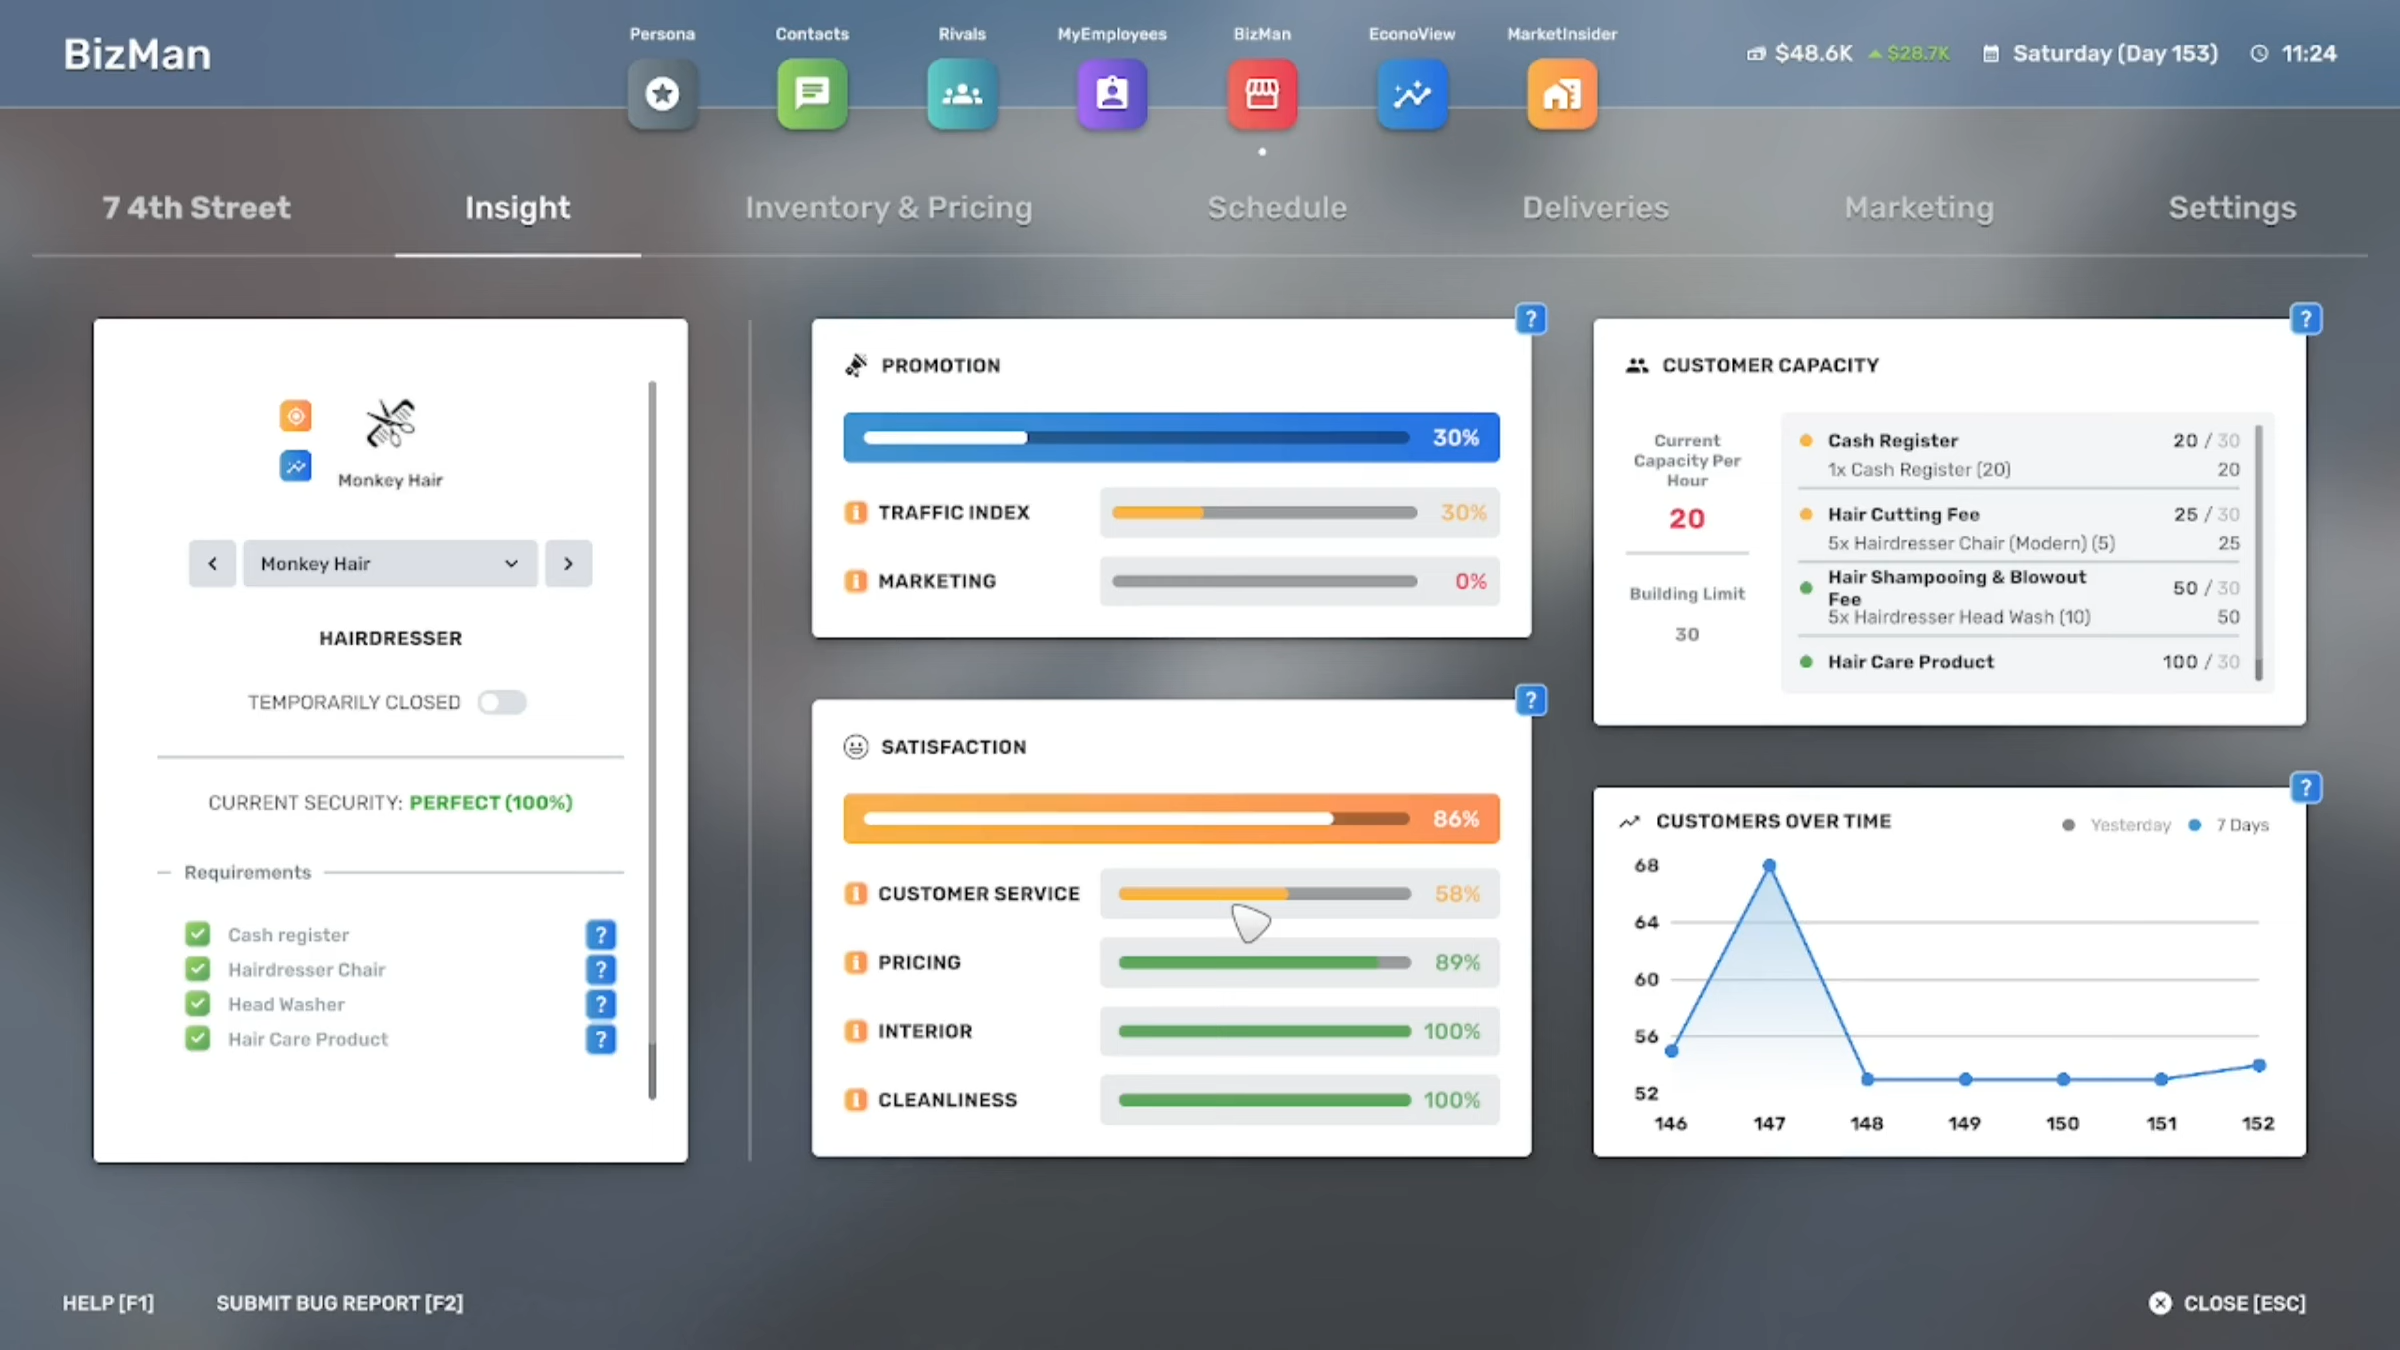 BizMan
Persona
Contacts
Rivals
MyEmployees
BizMan
EconoView
MarketInsider
$48.6K
$28.7K
Saturday (Day 153)
11:24
7 4th Street
Insight
Inventory & Pricing
Schedule
Deliveries
Marketing
Settings
Monkey Hair
Monkey Hair
HAIRDRESSER
TEMPORARILY CLOSED
CURRENT SECURITY: PERFECT (100%)
Requirements
Cash register
?
Hairdresser Chair
?
Head Washer
?
Hair Care Product
?
?
PROMOTION
30%
TRAFFIC INDEX
30%
MARKETING
0%
?
SATISFACTION
86%
CUSTOMER SERVICE
58%
PRICING
89%
INTERIOR
100%
CLEANLINESS
100%
?
CUSTOMER CAPACITY
Current
Capacity Per
Hour
20
Building Limit
30
Cash Register
20 / 30
1x Cash Register (20)
20
Hair Cutting Fee
25 / 30
5x Hairdresser Chair (Modern) (5)
25
Hair Shampooing & Blowout
Fee
50 / 30
5x Hairdresser Head Wash (10)
50
Hair Care Product
100 / 30
?
CUSTOMERS OVER TIME
Yesterday
7 Days
68
64
60
56
52
146
147
148
149
150
151
152
HELP [F1]
SUBMIT BUG REPORT [F2]
CLOSE [ESC]